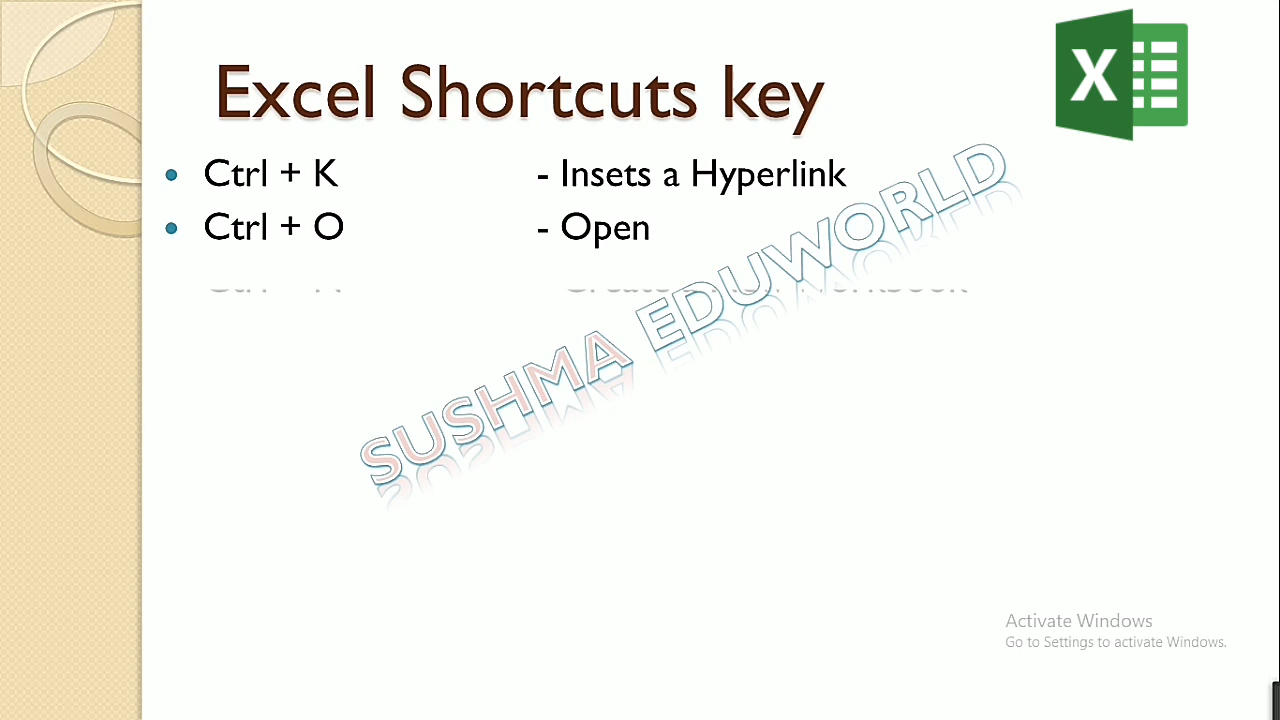 Excel Shortcuts key
Ctrl + K - Insets a Hyperlink
Ctrl + O - Open
SUSHMA EDUWORLD
Activate Windows
Go to Settings to activate Windows.